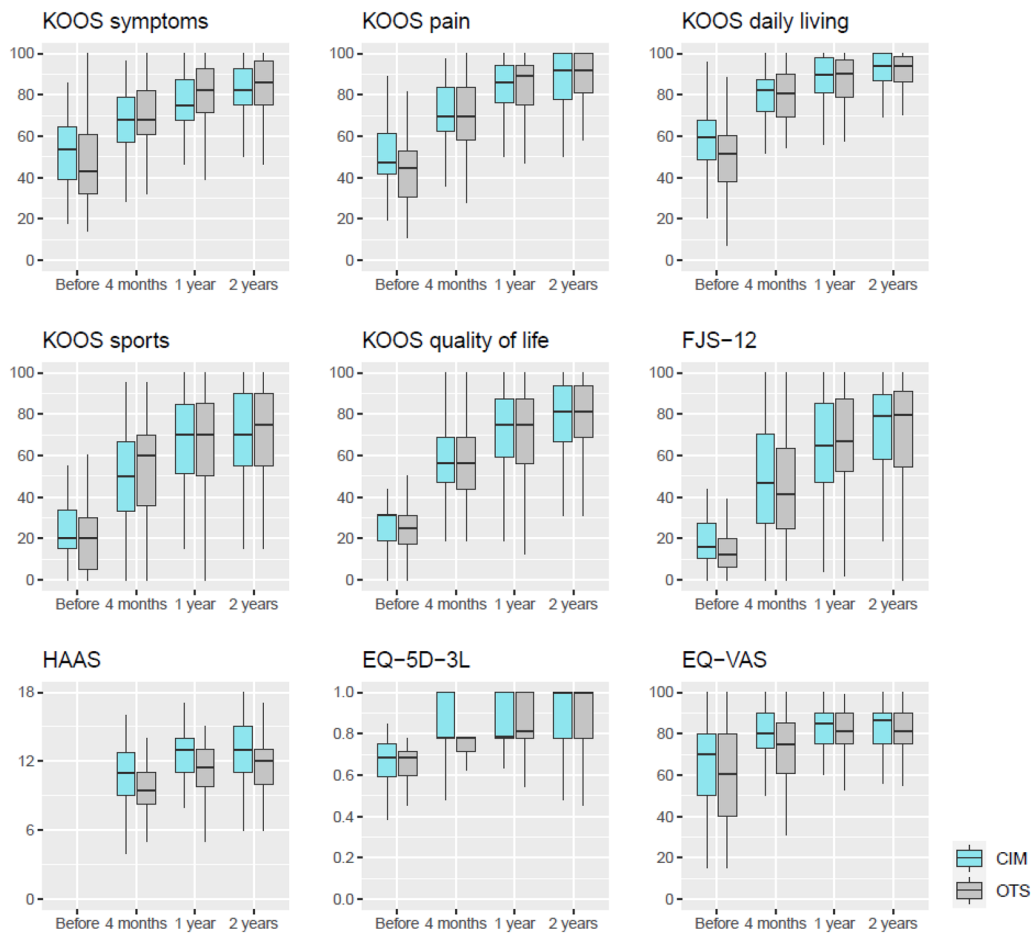 KOOS symptoms KOOS pain KOOS daily living
100 100 100
80 80 80
60 60 60
40 40 40
20 20 20
0 0 0
Before 4 months 1 year 2 years Before 4 months 1 year 2 years Before 4 months 1 year 2 years
KOOS sports KOOS quality of life FJS−12
100 100 100
80 80 80
60 60 60
40 40 40
20 20 20
0 0 0
Before 4 months 1 year 2 years Before 4 months 1 year 2 years Before 4 months 1 year 2 years
HAAS EQ−5D−3L EQ−VAS
18 1.0 100
0.8 80
12
0.6 60
6 0.4 40
0.2 20
0 0.0 0
Before 4 months 1 year 2 years Before 4 months 1 year 2 years Before 4 months 1 year 2 years
CIM
OTS